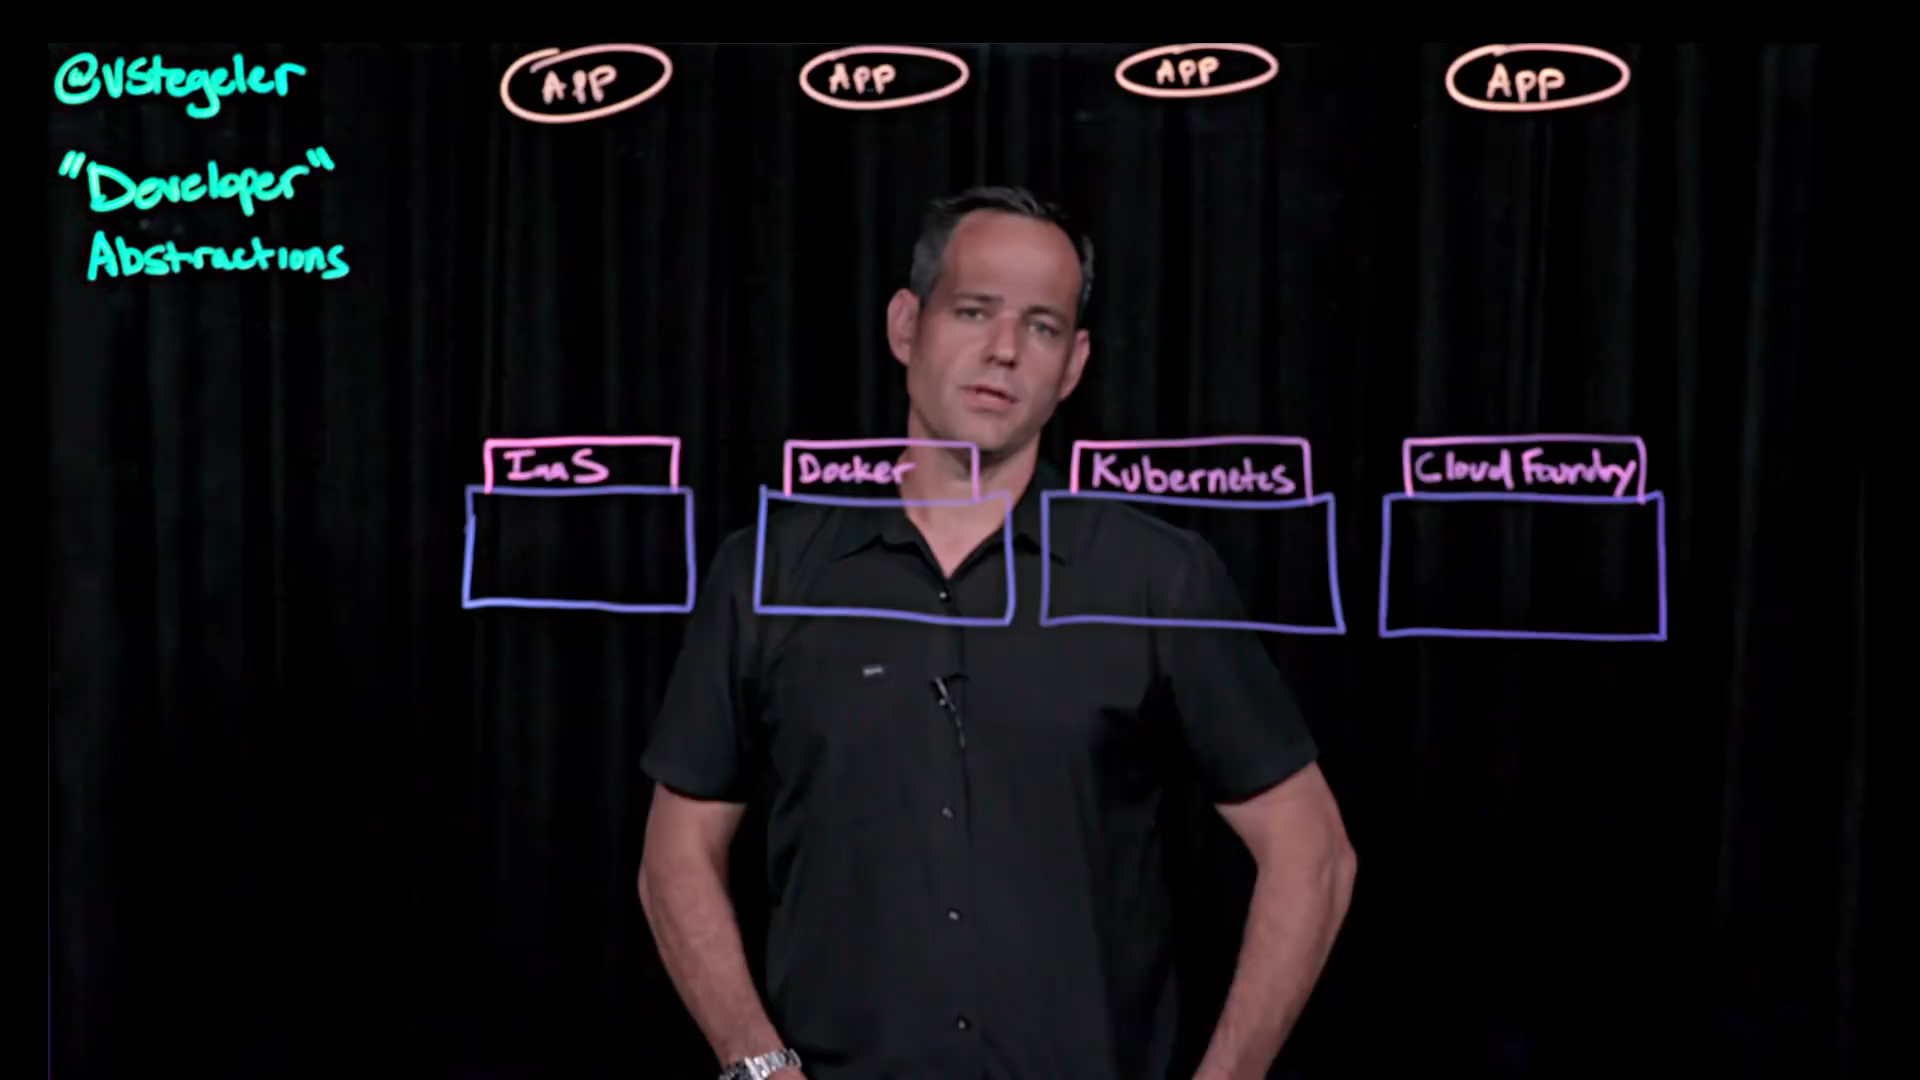 @VStegeler
"Developer"
Abstractions
APP APP APP APP
IaaS Docker Kubernetes Cloud Foundry